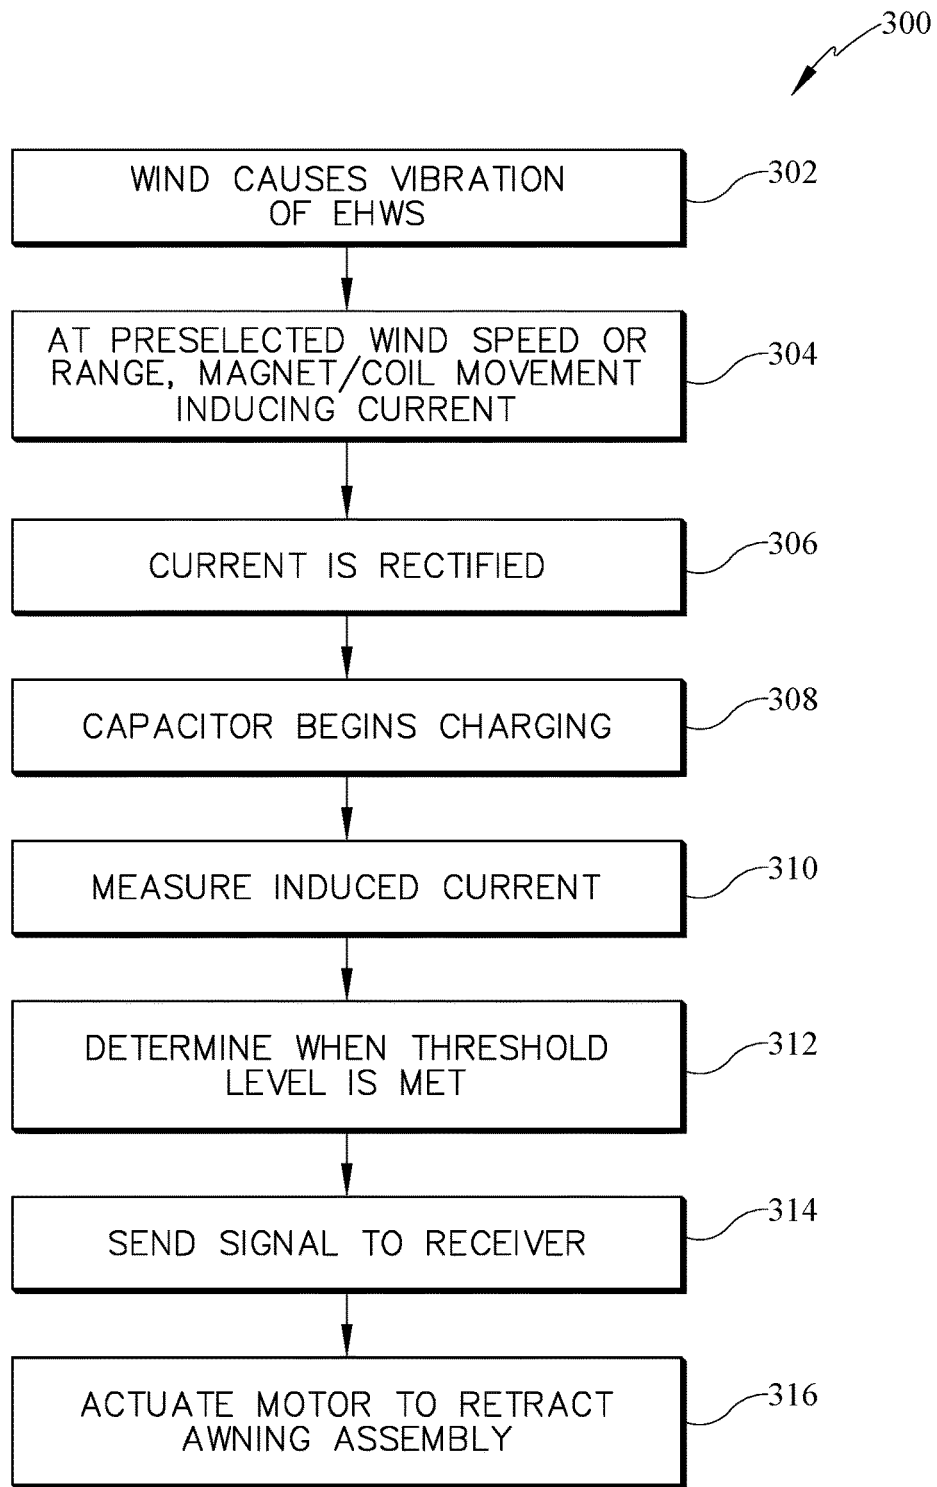 300
WIND CAUSES VIBRATION
OF EHWS
302
AT PRESELECTED WIND SPEED OR
RANGE, MAGNET/COIL MOVEMENT
INDUCING CURRENT
304
CURRENT IS RECTIFIED
306
CAPACITOR BEGINS CHARGING
308
MEASURE INDUCED CURRENT
310
DETERMINE WHEN THRESHOLD
LEVEL IS MET
312
SEND SIGNAL TO RECEIVER
314
ACTUATE MOTOR TO RETRACT
AWNING ASSEMBLY
316